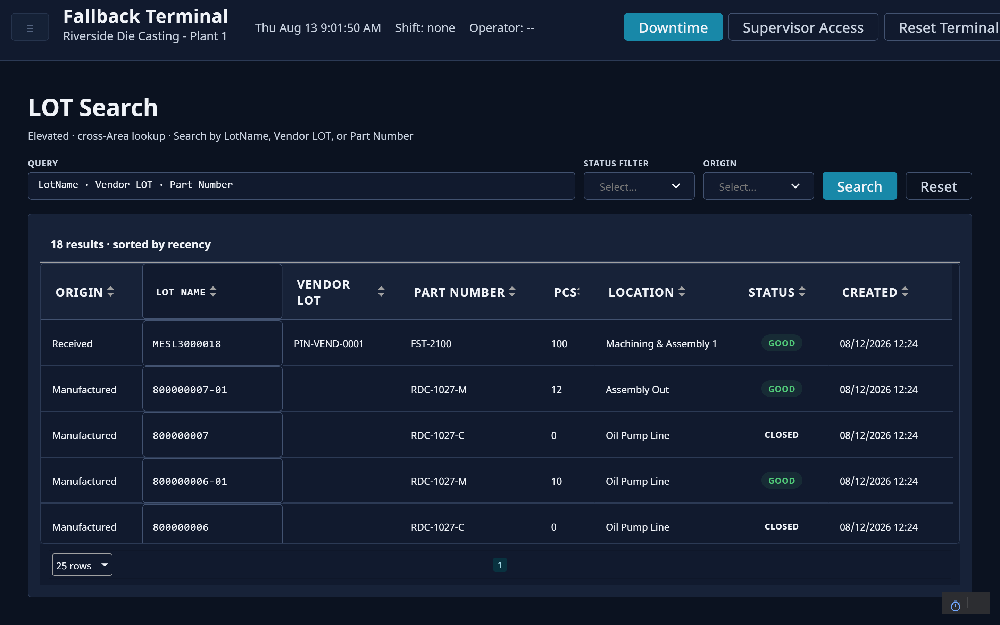 Fallback Terminal
Riverside Die Casting - Plant 1
Thu Aug 13 9:01:50 AM Shift: none Operator: --
Downtime
Supervisor Access
Reset Terminal
LOT Search
Elevated · cross-Area lookup · Search by LotName, Vendor LOT, or Part Number
QUERY STATUS FILTER ORIGIN
LotName · Vendor LOT · Part Number Select... Select... Search Reset
18 results · sorted by recency
ORIGIN LOT NAME VENDOR LOT PART NUMBER PCS LOCATION STATUS CREATED
Received MESL3000018 PIN-VEND-0001 FST-2100 100 Machining & Assembly 1 GOOD 08/12/2026 12:24
Manufactured 800000007-01 RDC-1027-M 12 Assembly Out GOOD 08/12/2026 12:24
Manufactured 800000007 RDC-1027-C 0 Oil Pump Line CLOSED 08/12/2026 12:24
Manufactured 800000006-01 RDC-1027-M 10 Oil Pump Line GOOD 08/12/2026 12:24
Manufactured 800000006 RDC-1027-C 0 Oil Pump Line CLOSED 08/12/2026 12:24
25 rows 1